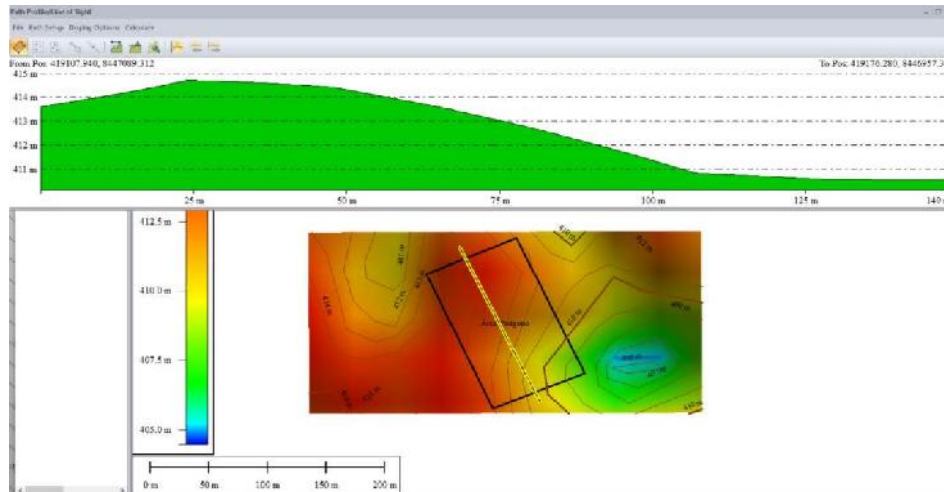 Path Profile/Line of Sight
File Path Setup Display Options Calculate
From Pos: 419107.940, 8447089.312
To Pos: 419176.280, 8446957.3
415 m
414 m
413 m
412 m
411 m
25 m
50 m
75 m
100 m
125 m
140
412.5 m
410.0 m
407.5 m
405.0 m
0 m
50 m
100 m
150 m
200 m